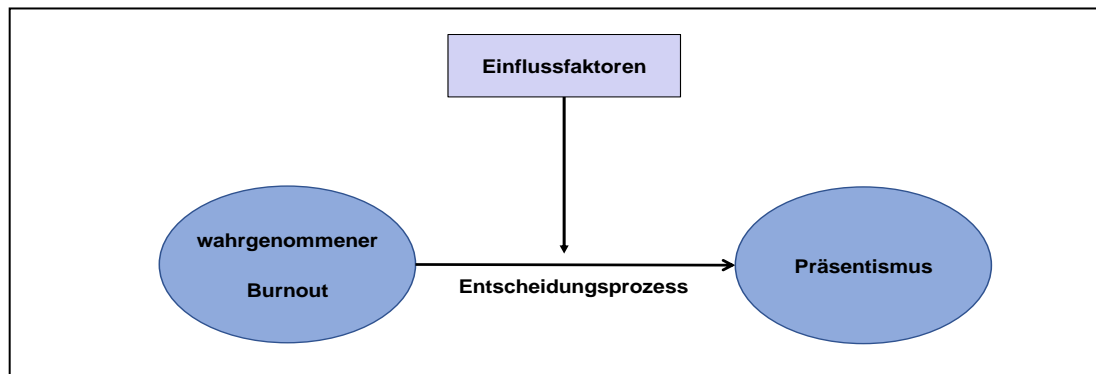 Einflussfaktoren
wahrgenommener
Burnout
Entscheidungsprozess
Präsentismus